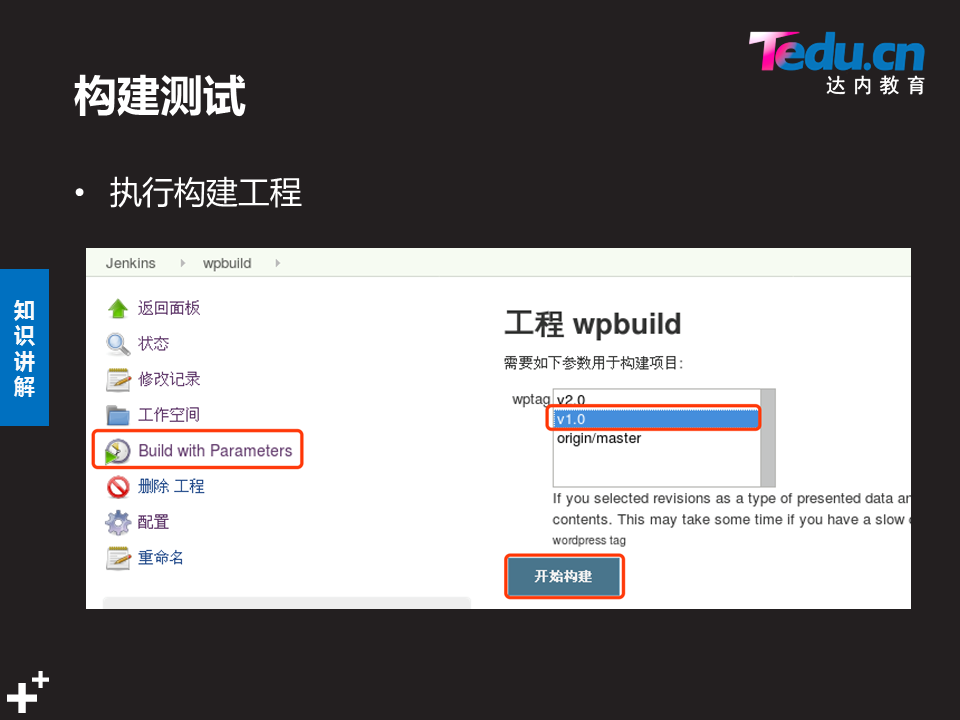 Tedu.cn
达内教育
构建测试
• 执行构建工程
知识讲解
Jenkins wpbuild
返回面板
状态
修改记录
工作空间
Build with Parameters
删除 工程
配置
重命名
工程 wpbuild
需要如下参数用于构建项目:
wptag
v2.0
v1.0
origin/master
If you selected revisions as a type of presented data an
contents. This may take some time if you have a slow
wordpress tag
开始构建